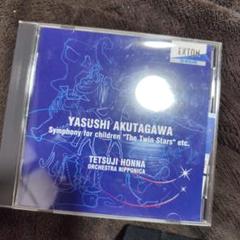 EXTON
YASUSHI AKUTAGAWA
Symphony for children "The Twin Stars" etc.
TETSUJI HONNA
ORCHESTRA NIPPONICA